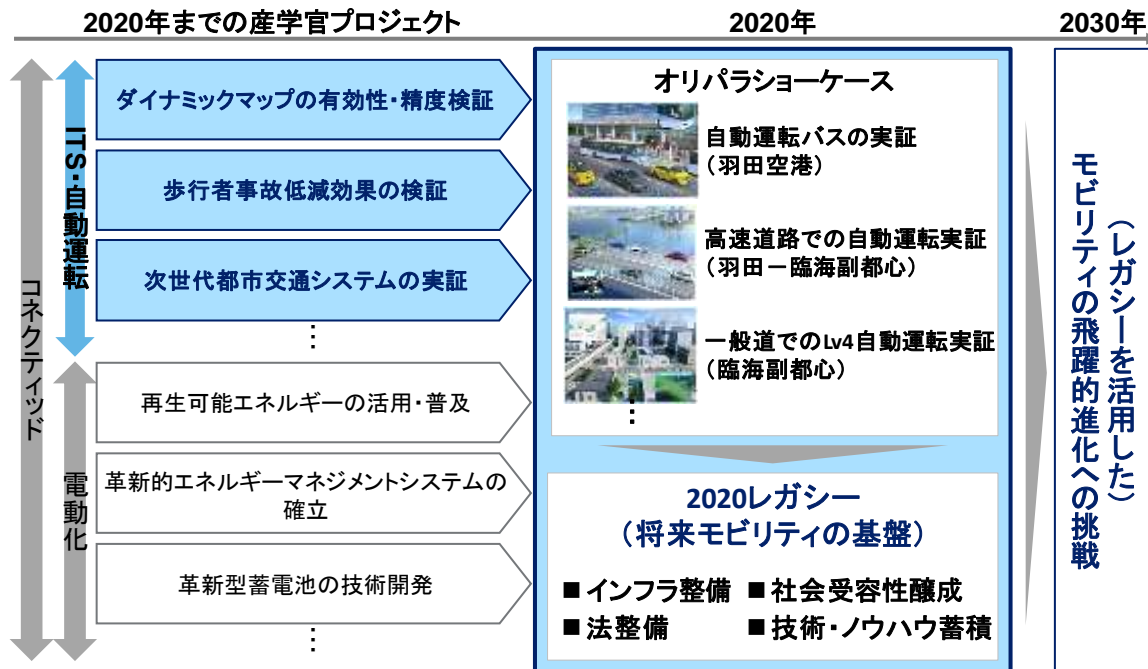 2020年までの産学官プロジェクト
2020年
2030年
コネクティッド
ITS・自動運転
ダイナミックマップの有効性・精度検証
歩行者事故低減効果の検証
次世代都市交通システムの実証
⋮
電動化
再生可能エネルギーの活用・普及
革新的エネルギーマネジメントシステムの
確立
革新型蓄電池の技術開発
⋮
オリパラショーケース
自動運転バスの実証
（羽田空港）
高速道路での自動運転実証
（羽田－臨海副都心）
一般道でのLv4自動運転実証
（臨海副都心）
⋮
2020レガシー
（将来モビリティの基盤）
■ インフラ整備 ■ 社会受容性醸成
■ 法整備 ■ 技術・ノウハウ蓄積
（レガシーを活用した）
モビリティの飛躍的進化への挑戦